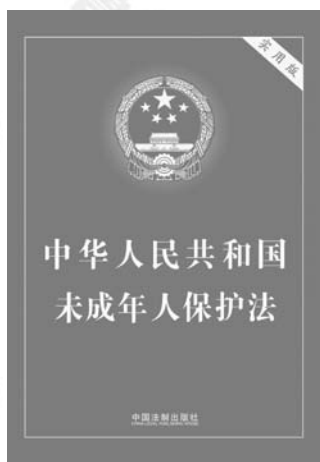 实用版
中华人民共和国
未成年人保护法
中国法制出版社